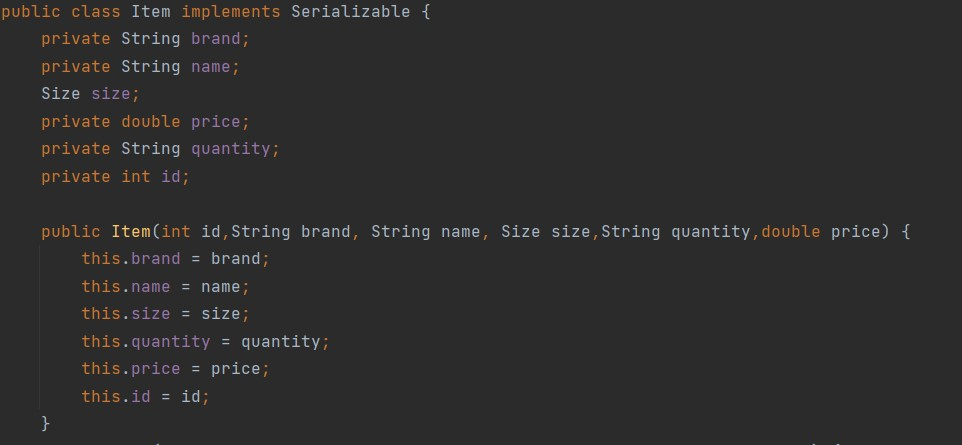 public class Item implements Serializable {
    private String brand;
    private String name;
    Size size;
    private double price;
    private String quantity;
    private int id;

    public Item(int id,String brand, String name, Size size,String quantity,double price) {
        this.brand = brand;
        this.name = name;
        this.size = size;
        this.quantity = quantity;
        this.price = price;
        this.id = id;
    }